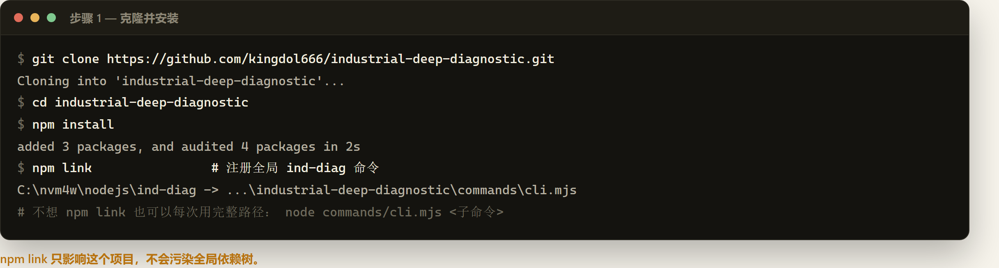 步骤 1 — 克隆并安装
$ git clone https://github.com/kingdol666/industrial-deep-diagnostic.git
Cloning into 'industrial-deep-diagnostic'...
$ cd industrial-deep-diagnostic
$ npm install
added 3 packages, and audited 4 packages in 2s
$ npm link                # 注册全局 ind-diag 命令
C:\nvm4w\nodejs\ind-diag -> ...\industrial-deep-diagnostic\commands\cli.mjs
# 不想 npm link 也可以每次用完整路径： node commands/cli.mjs <子命令>
npm link 只影响这个项目，不会污染全局依赖树。